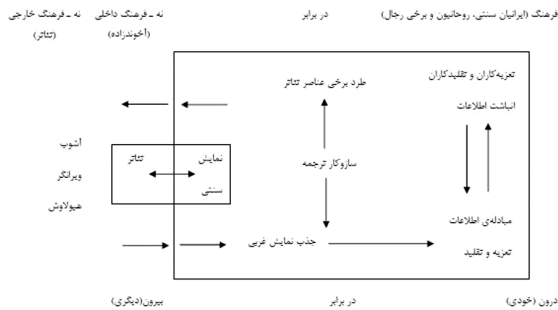 فرهنگ (ایرانیان سنتی، روحانیون و برخی رجال)
در برابر
نه ـ فرهنگ داخلی
(آخوندزاده)
نه ـ فرهنگ خارجی
(تئاتر)
تعزیه‌کاران و تقلیدکاران
انباشت اطلاعات
طرد برخی عناصر تئاتر
سازوکار ترجمه
نمایش
سنتی
تئاتر
آشوب
ویرانگر
هیولاوش
مبادله‌ی اطلاعات
تعزیه و تقلید
جذب نمایش غربی
درون (خودی)
در برابر
بیرون(دیگری)